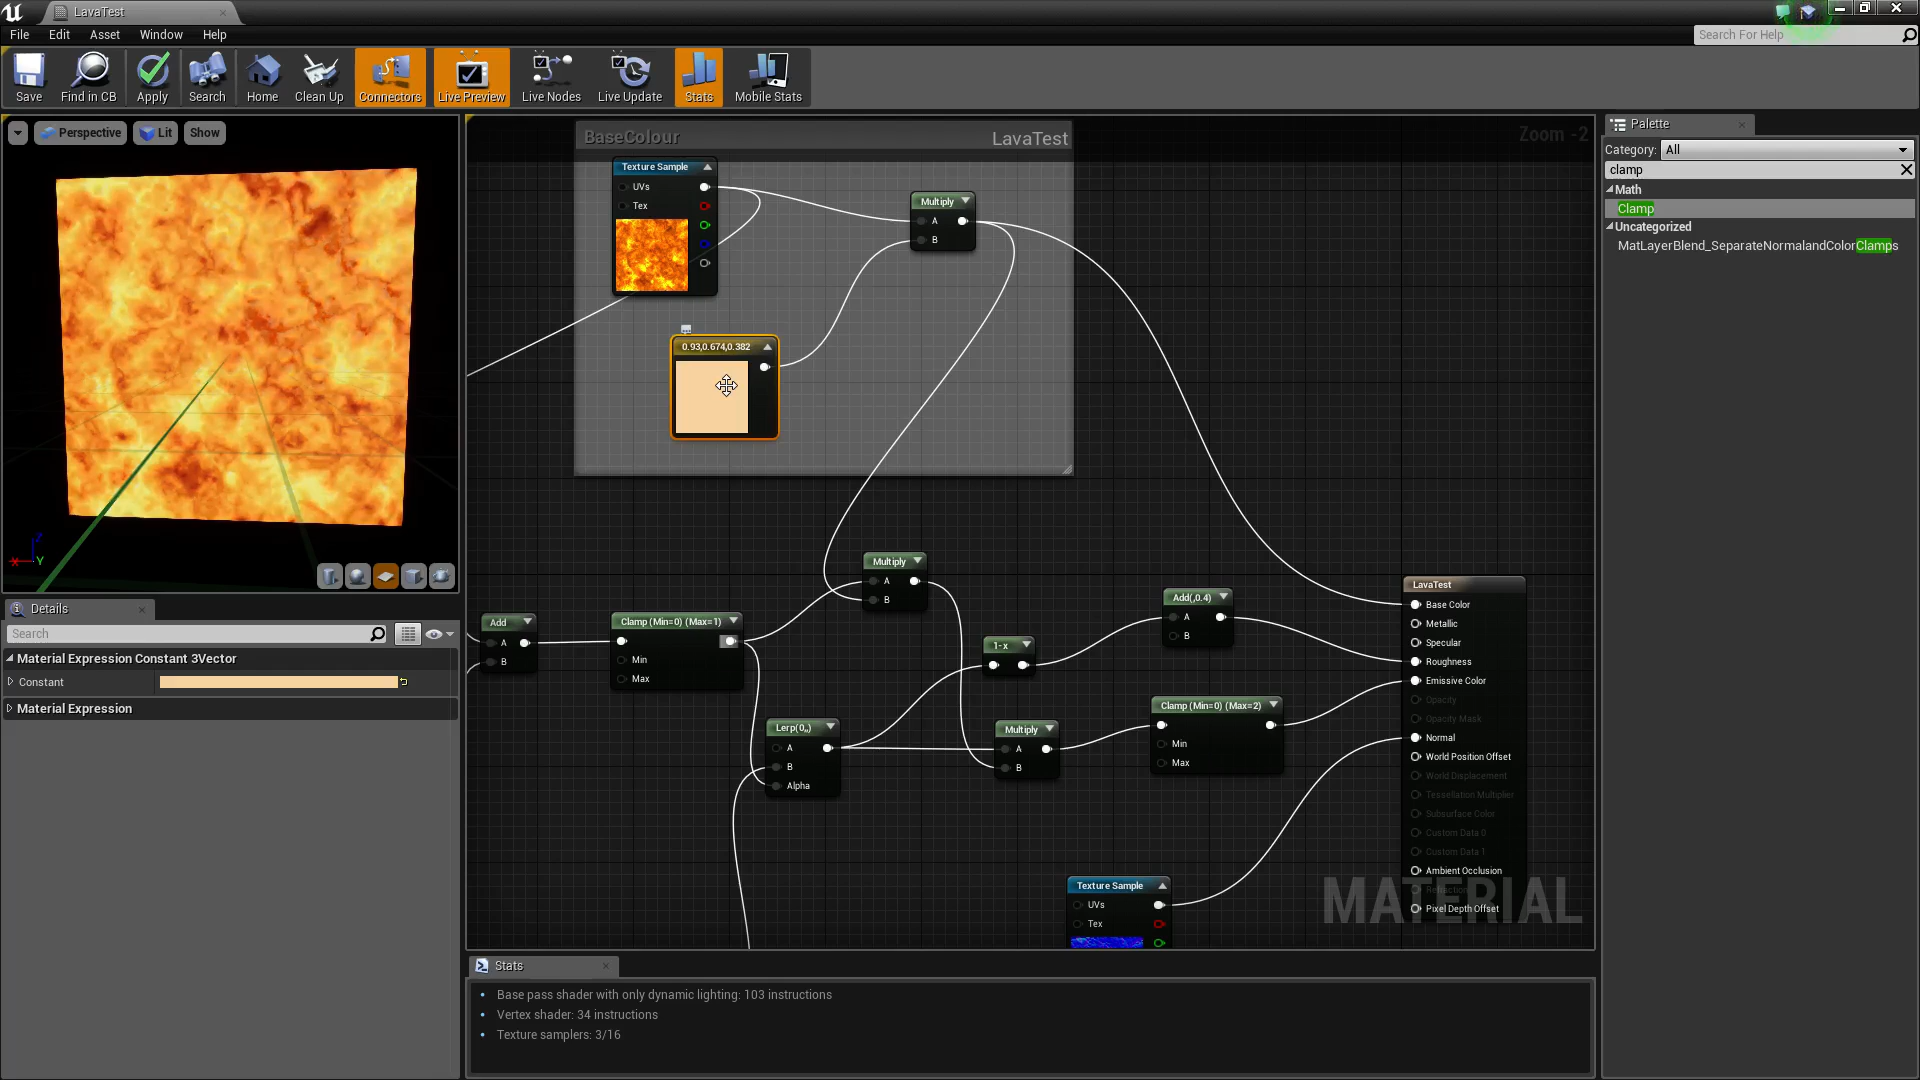 LavaTest
File Edit Asset Window Help
Search For Help
Save Find in CB Apply Search Home Clean Up Connectors Live Preview Live Nodes Live Update Stats Mobile Stats
Perspective Lit Show
X Z Y
Details
Search
Material Expression Constant 3Vector
Constant
Material Expression
BaseColour
LavaTest
Zoom -2
Texture Sample
UVs
Tex
Multiply
A
B
0.93,0.674,0.382
Multiply
A
B
Add
A
B
Clamp (Min=0) (Max=1)
Min
Max
1-x
Add(,0.4)
A
B
Lerp(0,,)
A
B
Alpha
Multiply
A
B
Clamp (Min=0) (Max=2)
Min
Max
Texture Sample
UVs
Tex
LavaTest
Base Color
Metallic
Specular
Roughness
Emissive Color
Opacity
Opacity Mask
Normal
World Position Offset
World Displacement
Tessellation Multiplier
Subsurface Color
Custom Data 0
Custom Data 1
Ambient Occlusion
Refraction
Pixel Depth Offset
MATERIAL
Stats
Base pass shader with only dynamic lighting: 103 instructions
Vertex shader: 34 instructions
Texture samplers: 3/16
Palette
Category: All
clamp
Math
Clamp
Uncategorized
MatLayerBlend_SeparateNormalandColorClamps